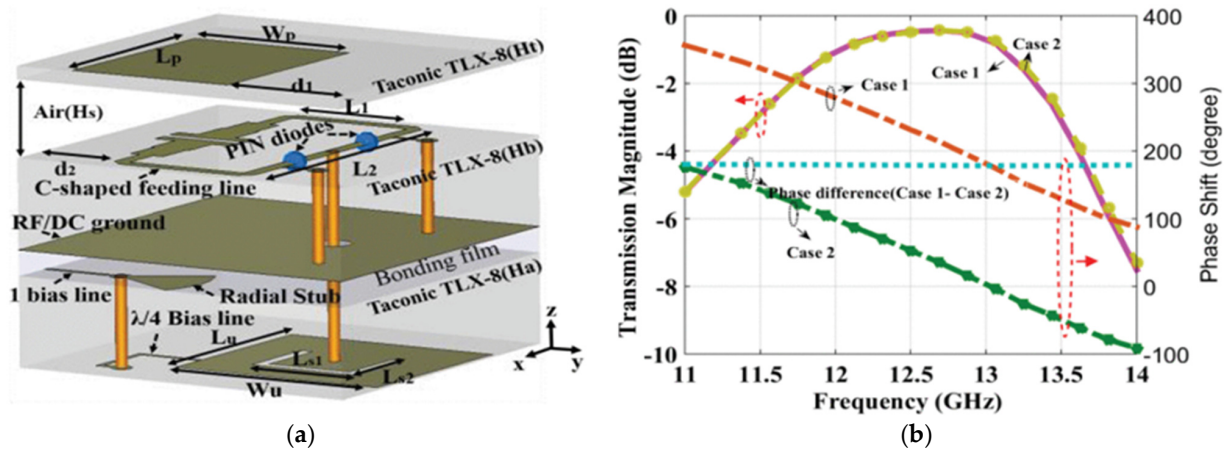 Wp
Lp
Taconic TLX-8(Ht)
d1
Air(Hs)
L1
PIN diodes
d2
L2
C-shaped feeding line
Taconic TLX-8(Hb)
RF/DC ground
Bonding film
1 bias line
Radial Stub
Taconic TLX-8(Ha)
λ/4 Bias line
Lu
Ls1
Ls2
Wu
z
x
y
(a)
Transmission Magnitude (dB)
0
-2
-4
-6
-8
-10
400
300
200
100
0
-100
Phase Shift (degree)
Case 2
Case 1
Case 1
Phase difference(Case 1- Case 2)
Case 2
11
11.5
12
12.5
13
13.5
14
Frequency (GHz)
(b)